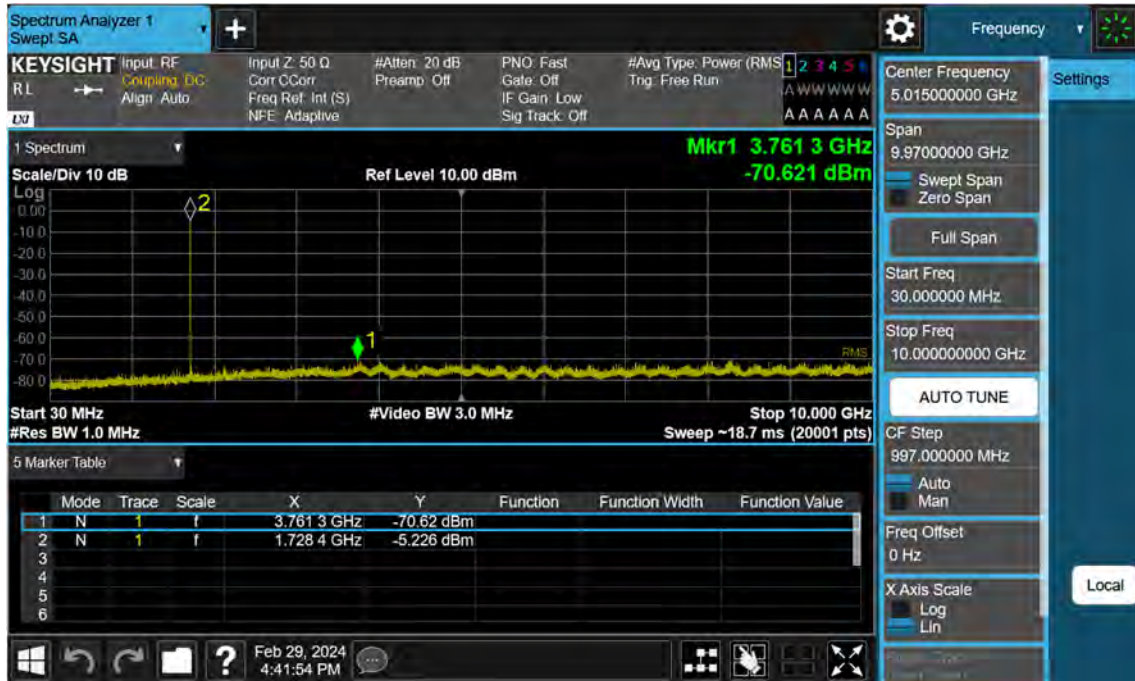 Spectrum Analyzer 1
Swept SA
+
Frequency
KEYSIGHT
RL
LXI
Input: RF
Coupling: DC
Align: Auto
Input Z: 50 Ω
Corr CCorr
Freq Ref: Int (S)
NFE: Adaptive
#Atten: 20 dB
Preamp: Off
PNO: Fast
Gate: Off
IF Gain: Low
Sig Track: Off
#Avg Type: Power (RMS
Trig: Free Run
1 2 3 4 5 6
A W W W W W
A A A A A A
Center Frequency
5.015000000 GHz
Settings
Span
9.97000000 GHz
Swept Span
Zero Span
Full Span
Start Freq
30.000000 MHz
Stop Freq
10.000000000 GHz
AUTO TUNE
CF Step
997.000000 MHz
Auto
Man
Freq Offset
0 Hz
X Axis Scale
Log
Lin
Local
1 Spectrum
Scale/Div 10 dB
Ref Level 10.00 dBm
Mkr1 3.761 3 GHz
-70.621 dBm
Log
0.00
-10.0
-20.0
-30.0
-40.0
-50.0
-60.0
-70.0
-80.0
2
1
RMS
Start 30 MHz
#Video BW 3.0 MHz
Stop 10.000 GHz
#Res BW 1.0 MHz
Sweep ~18.7 ms (20001 pts)
5 Marker Table
Mode Trace Scale X Y Function Function Width Function Value
1 N 1 f 3.761 3 GHz -70.62 dBm
2 N 1 f 1.728 4 GHz -5.226 dBm
3
4
5
6
?
Feb 29, 2024
4:41:54 PM